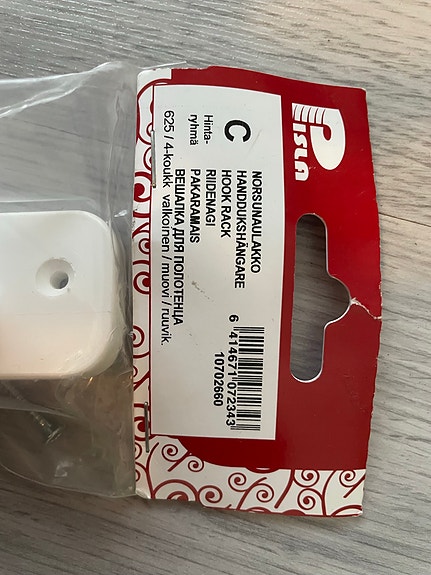 PISLA
NORSUNAULAKKO
HANDDUKSHÄNGARE
HOOK RACK
RIIDENAGI
PAKARAMAIS
ВЕШАЛКА ДЛЯ ПОЛОТЕНЦА
C
Hinta-
ryhmä
625 / 4-koukk valkoinen / muovi / ruuvik.
6 414671 072343
10702660